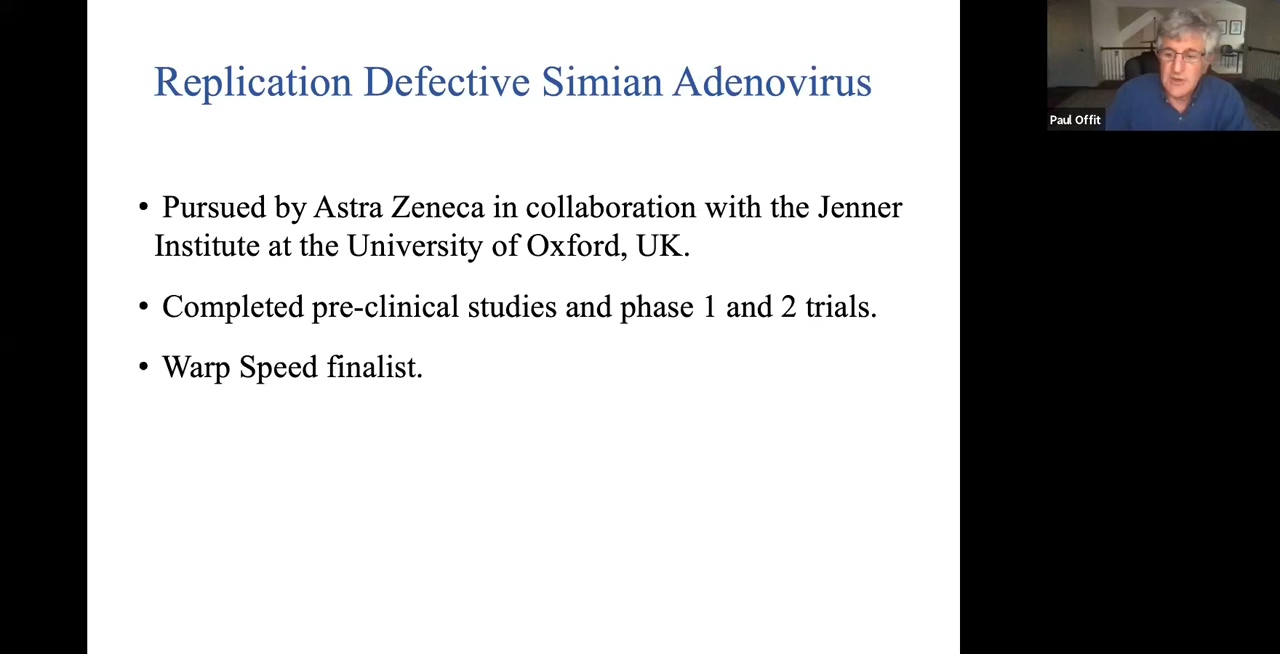 Replication Defective Simian Adenovirus
• Pursued by Astra Zeneca in collaboration with the Jenner
Institute at the University of Oxford, UK.
• Completed pre-clinical studies and phase 1 and 2 trials.
• Warp Speed finalist.
Paul Offit